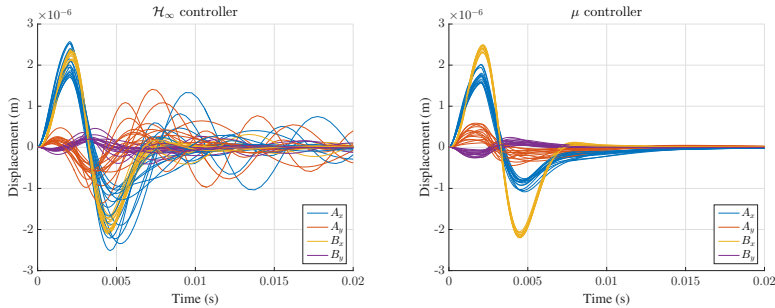 H∞ controller
×10⁻⁶
3
2
1
0
−1
−2
−3
Displacement (m)
0
0.005
0.01
0.015
0.02
Time (s)
Aₓ
A_y
Bₓ
B_y
μ controller
×10⁻⁶
3
2
1
0
−1
−2
−3
Displacement (m)
0
0.005
0.01
0.015
0.02
Time (s)
Aₓ
A_y
Bₓ
B_y